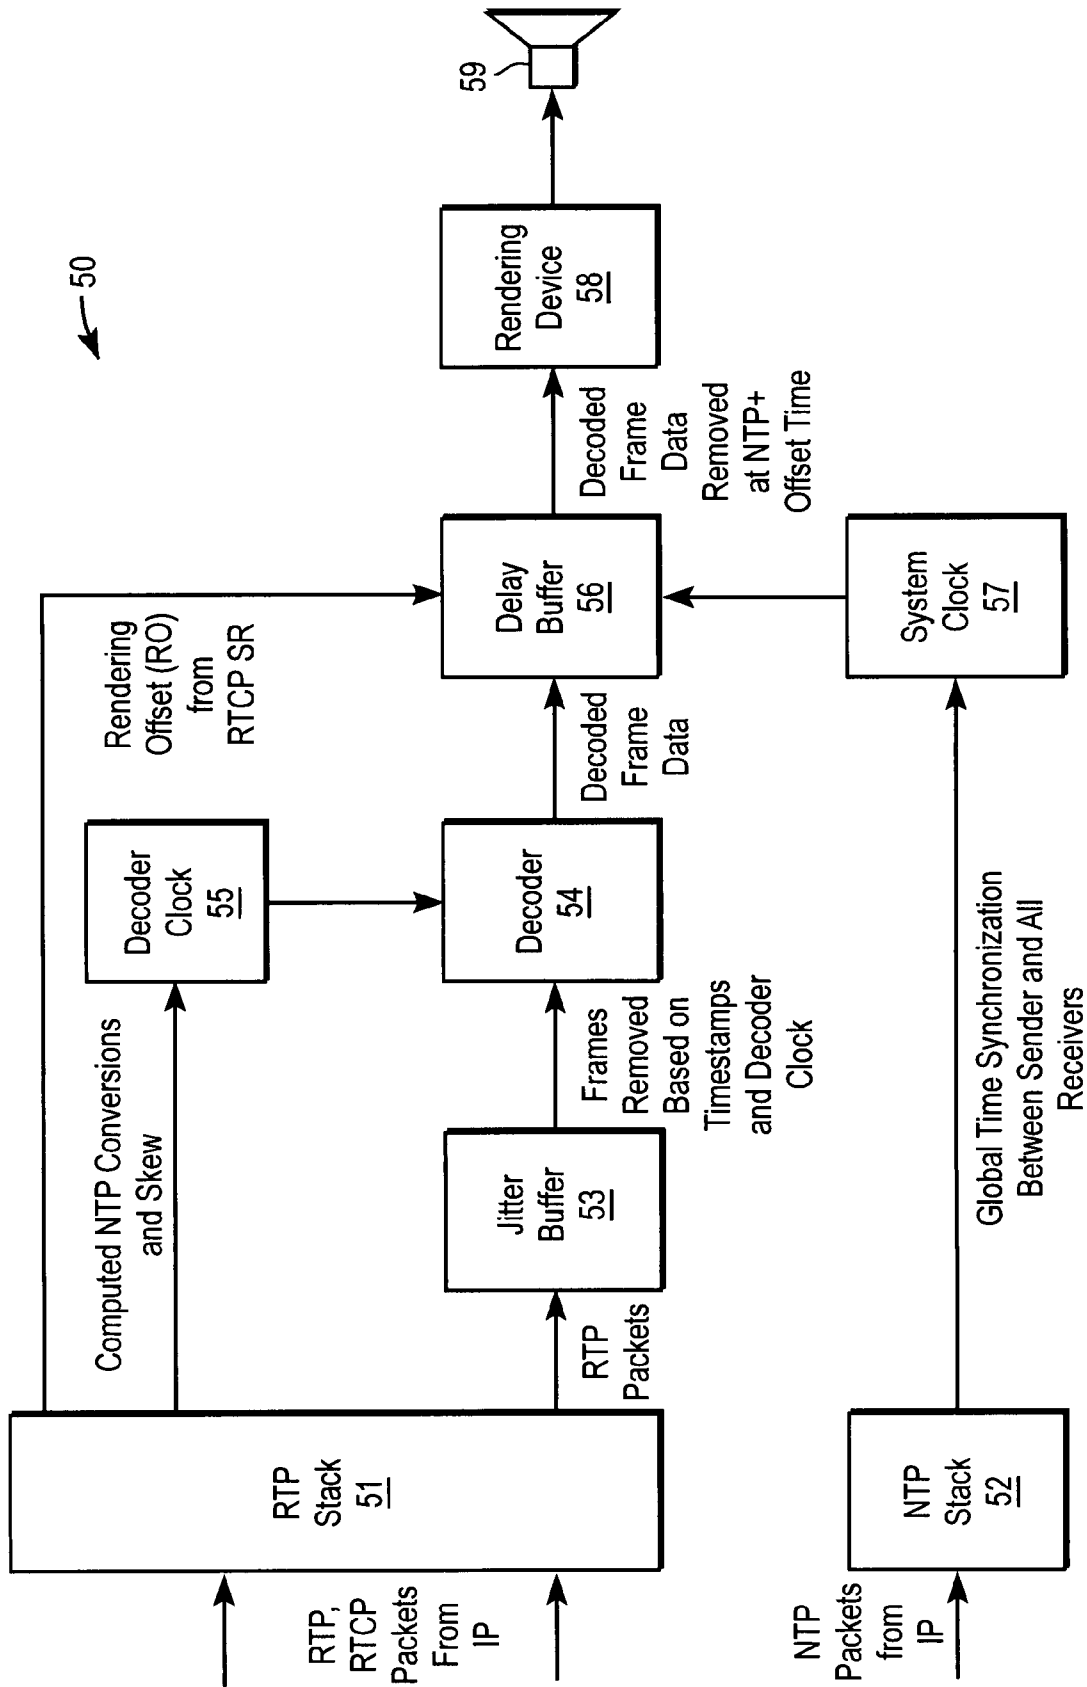 50
RTP,
RTCP
Packets
From
IP
RTP
Stack
51
Computed NTP Conversions
and Skew
Rendering
Offset (RO)
from
RTCP SR
Decoder
Clock
55
RTP
Packets
Jitter
Buffer
53
Frames
Removed
Based on
Timestamps
and Decoder
Clock
Decoder
54
Decoded
Frame
Data
Delay
Buffer
56
Decoded
Frame
Data
Removed
at NTP+
Offset Time
Rendering
Device
58
59
NTP
Packets
from
IP
NTP
Stack
52
Global Time Synchronization
Between Sender and All
Receivers
System
Clock
57